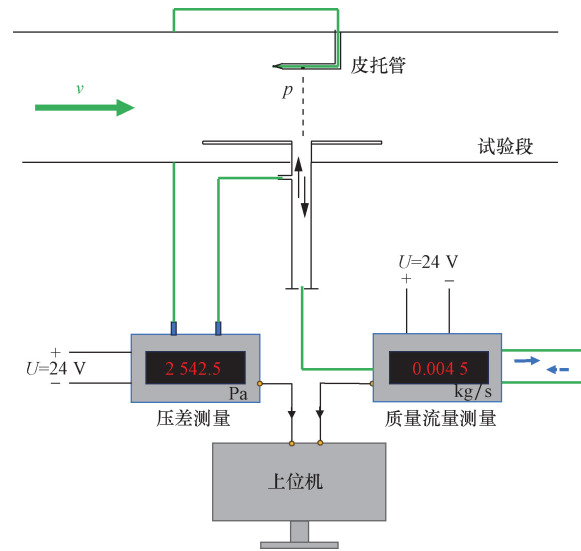 皮托管
v
p
试验段
U=24 V
+ −
+
U=24 V
−
2 542.5
Pa
0.004 5
kg/s
压差测量
质量流量测量
上位机